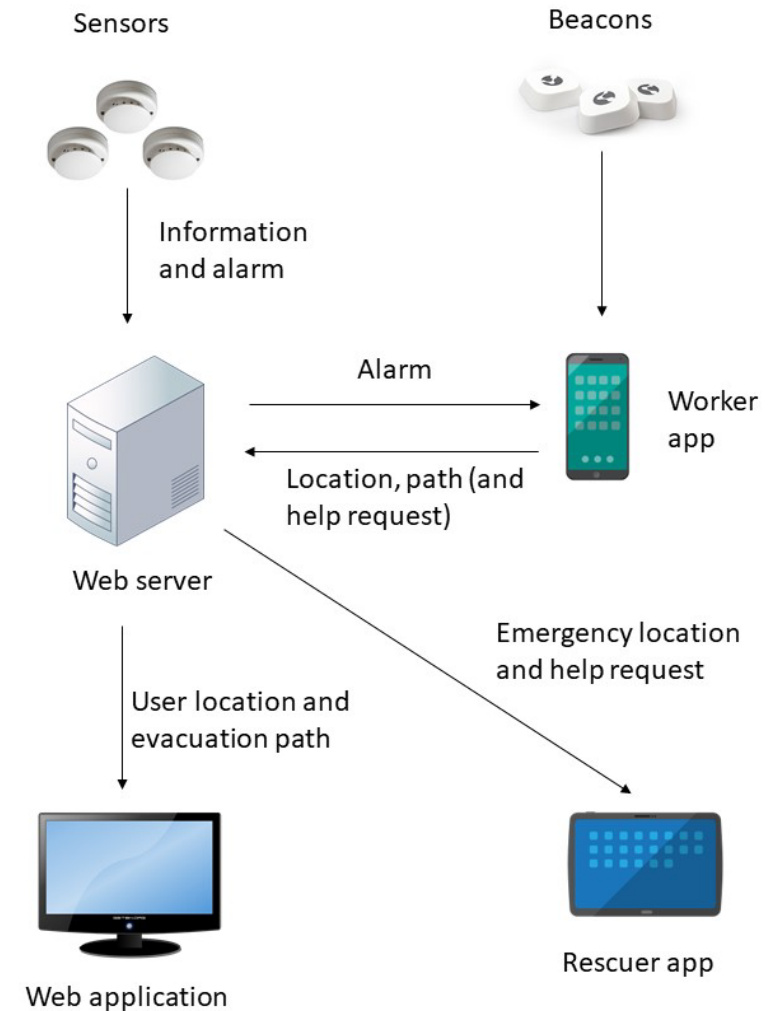 Sensors
Beacons
Information
and alarm
Alarm
Worker
app
Location, path (and
help request)
Web server
Emergency location
and help request
User location and
evacuation path
Rescuer app
Web application